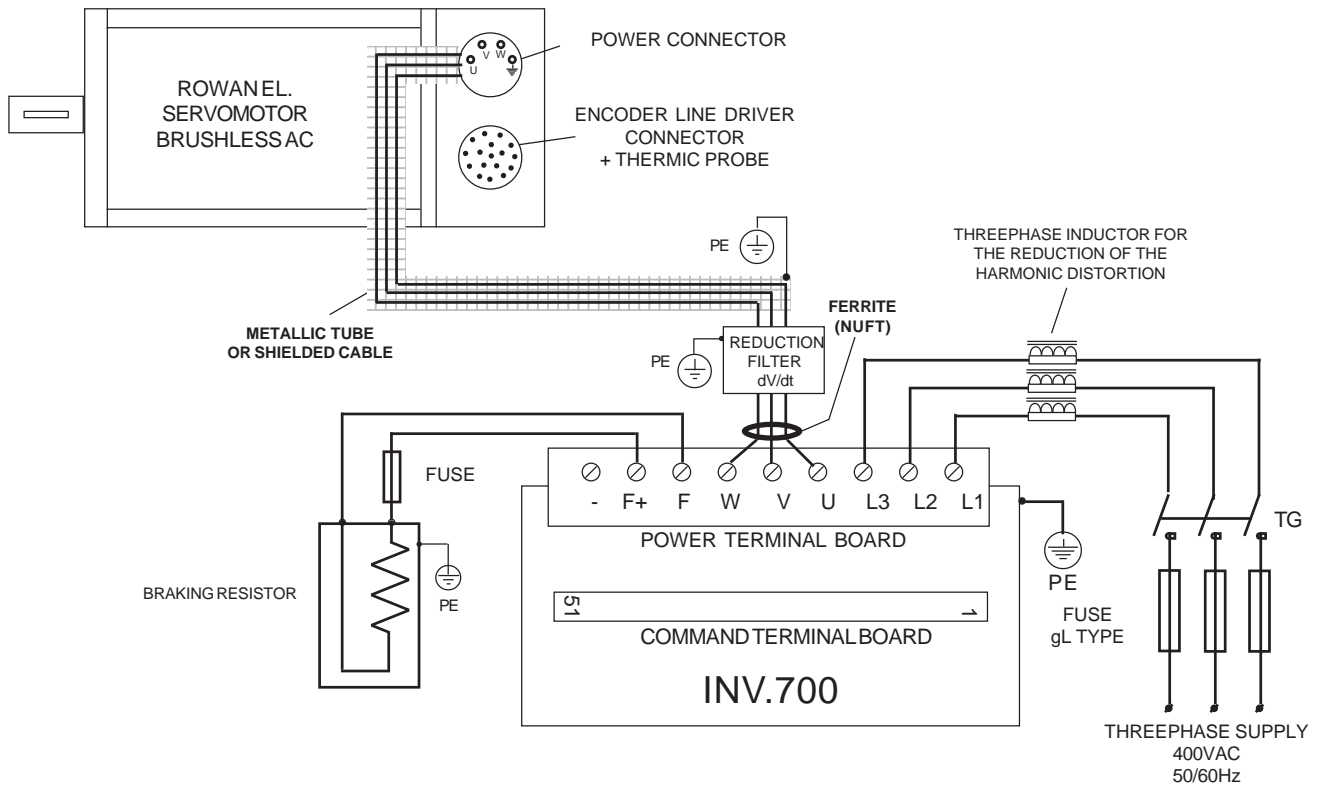 POWER CONNECTOR
V W
U
ROWAN EL.
SERVOMOTOR
BRUSHLESS AC
ENCODER LINE DRIVER
CONNECTOR
+ THERMIC PROBE
PE
THREEPHASE INDUCTOR FOR
THE REDUCTION OF THE
HARMONIC DISTORTION
METALLIC TUBE
OR SHIELDED CABLE
FERRITE
(NUFT)
PE
REDUCTION
FILTER
dV/dt
FUSE
- F+ F W V U L3 L2 L1
POWER TERMINAL BOARD
TG
PE
BRAKING RESISTOR
PE
51 1
COMMAND TERMINAL BOARD
FUSE
gL TYPE
INV.700
THREEPHASE SUPPLY
400VAC
50/60Hz